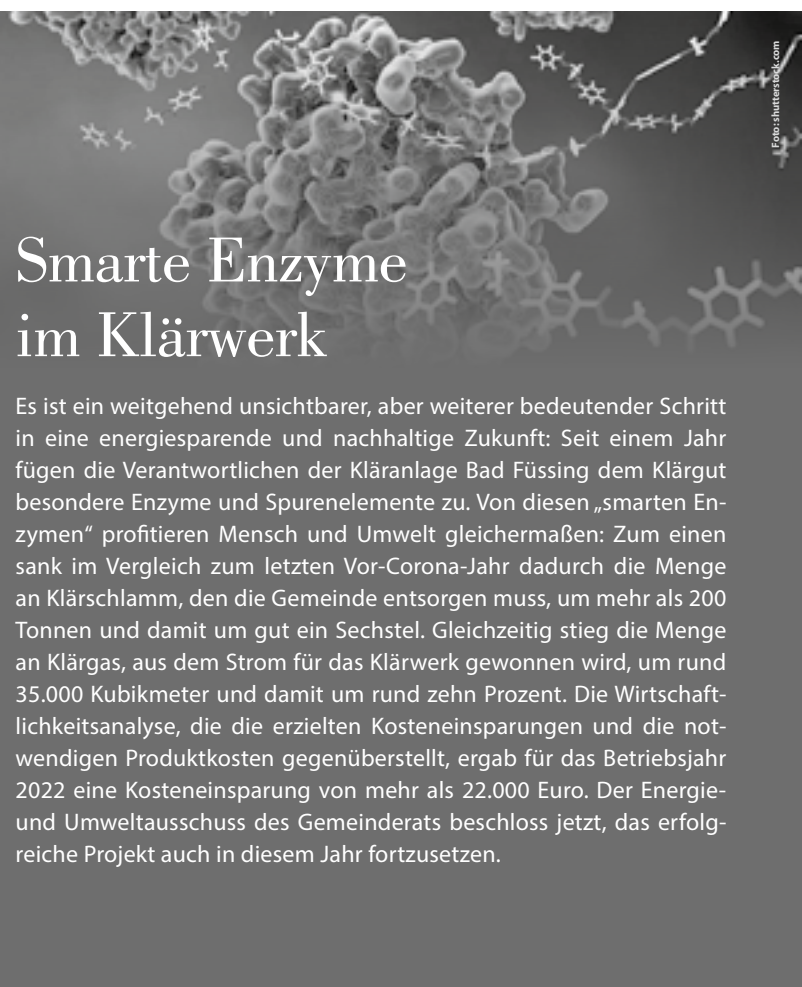 Foto: shutterstock.com
Smarte Enzyme
im Klärwerk
Es ist ein weitgehend unsichtbarer, aber weiterer bedeutender Schritt
in eine energiesparende und nachhaltige Zukunft: Seit einem Jahr
fügen die Verantwortlichen der Kläranlage Bad Füssing dem Klärgut
besondere Enzyme und Spurenelemente zu. Von diesen „smarten En-
zymen“ profitieren Mensch und Umwelt gleichermaßen: Zum einen
sank im Vergleich zum letzten Vor-Corona-Jahr dadurch die Menge
an Klärschlamm, den die Gemeinde entsorgen muss, um mehr als 200
Tonnen und damit um gut ein Sechstel. Gleichzeitig stieg die Menge
an Klärgas, aus dem Strom für das Klärwerk gewonnen wird, um rund
35.000 Kubikmeter und damit um rund zehn Prozent. Die Wirtschaft-
lichkeitsanalyse, die die erzielten Kosteneinsparungen und die not-
wendigen Produktkosten gegenüberstellt, ergab für das Betriebsjahr
2022 eine Kosteneinsparung von mehr als 22.000 Euro. Der Energie-
und Umweltausschuss des Gemeinderats beschloss jetzt, das erfolg-
reiche Projekt auch in diesem Jahr fortzusetzen.